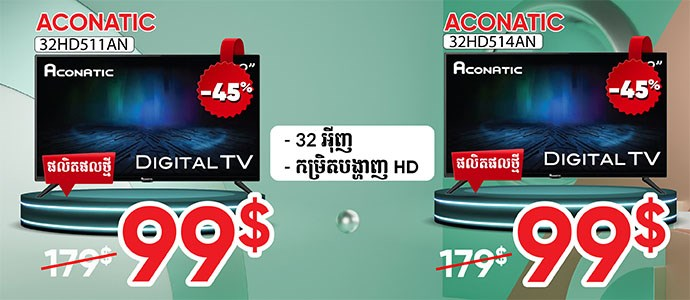 ACONATIC
32HD511AN
ACONATIC
-45%
ផលិតផលថ្មី
DIGITAL TV
179$
99$
- 32 អ៊ីញ
- កម្រិតបង្ហាញ HD
ACONATIC
32HD514AN
ACONATIC
-45%
ផលិតផលថ្មី
DIGITAL TV
179$
99$